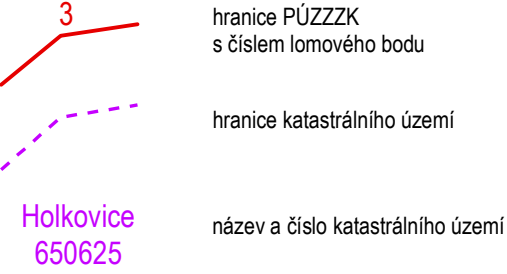 3
hranice PÚZZZK
s číslem lomového bodu
hranice katastrálního území
Holkovice
650625
název a číslo katastrálního území